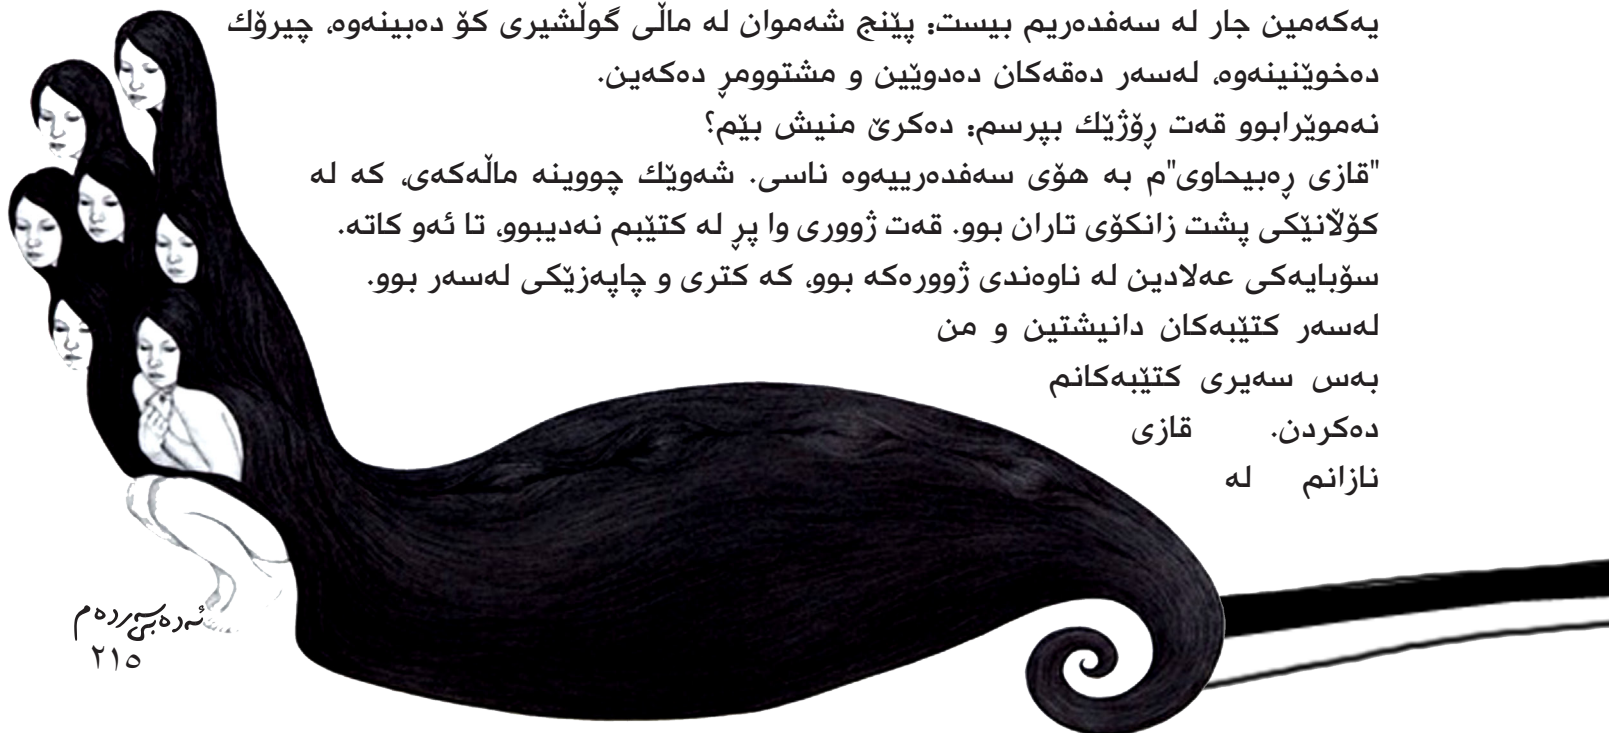 یەکەمین جار لە سەفدەریم بیست: پێنج شەموان لە ماڵی گوڵشیری کۆ دەبینەوە، چیرۆك
دەخوێنینەوە، لەسەر دەقەکان دەدوێین و مشتوومڕ دەکەین.
نەموێرابوو قەت ڕۆژێك بپرسم: دەکرێ منیش بێم؟
"قازی ڕەبیحاوی"م بە هۆی سەفدەرییەوە ناسی. شەوێك چووینە ماڵەکەی، کە لە
کۆڵانێکی پشت زانکۆی تاران بوو. قەت ژووری وا پڕ لە کتێبم نەدیبوو، تا ئەو کاتە.
سۆبایەکی عەلادین لە ناوەندی ژوورەکە بوو، کە کتری و چاپەزێکی لەسەر بوو.
لەسەر کتێبەکان دانیشتین و من
بەس سەیری کتێبەکانم
دەکردن. قازی
نازانم لە
ئەدەبی سەردەم
٢١٥